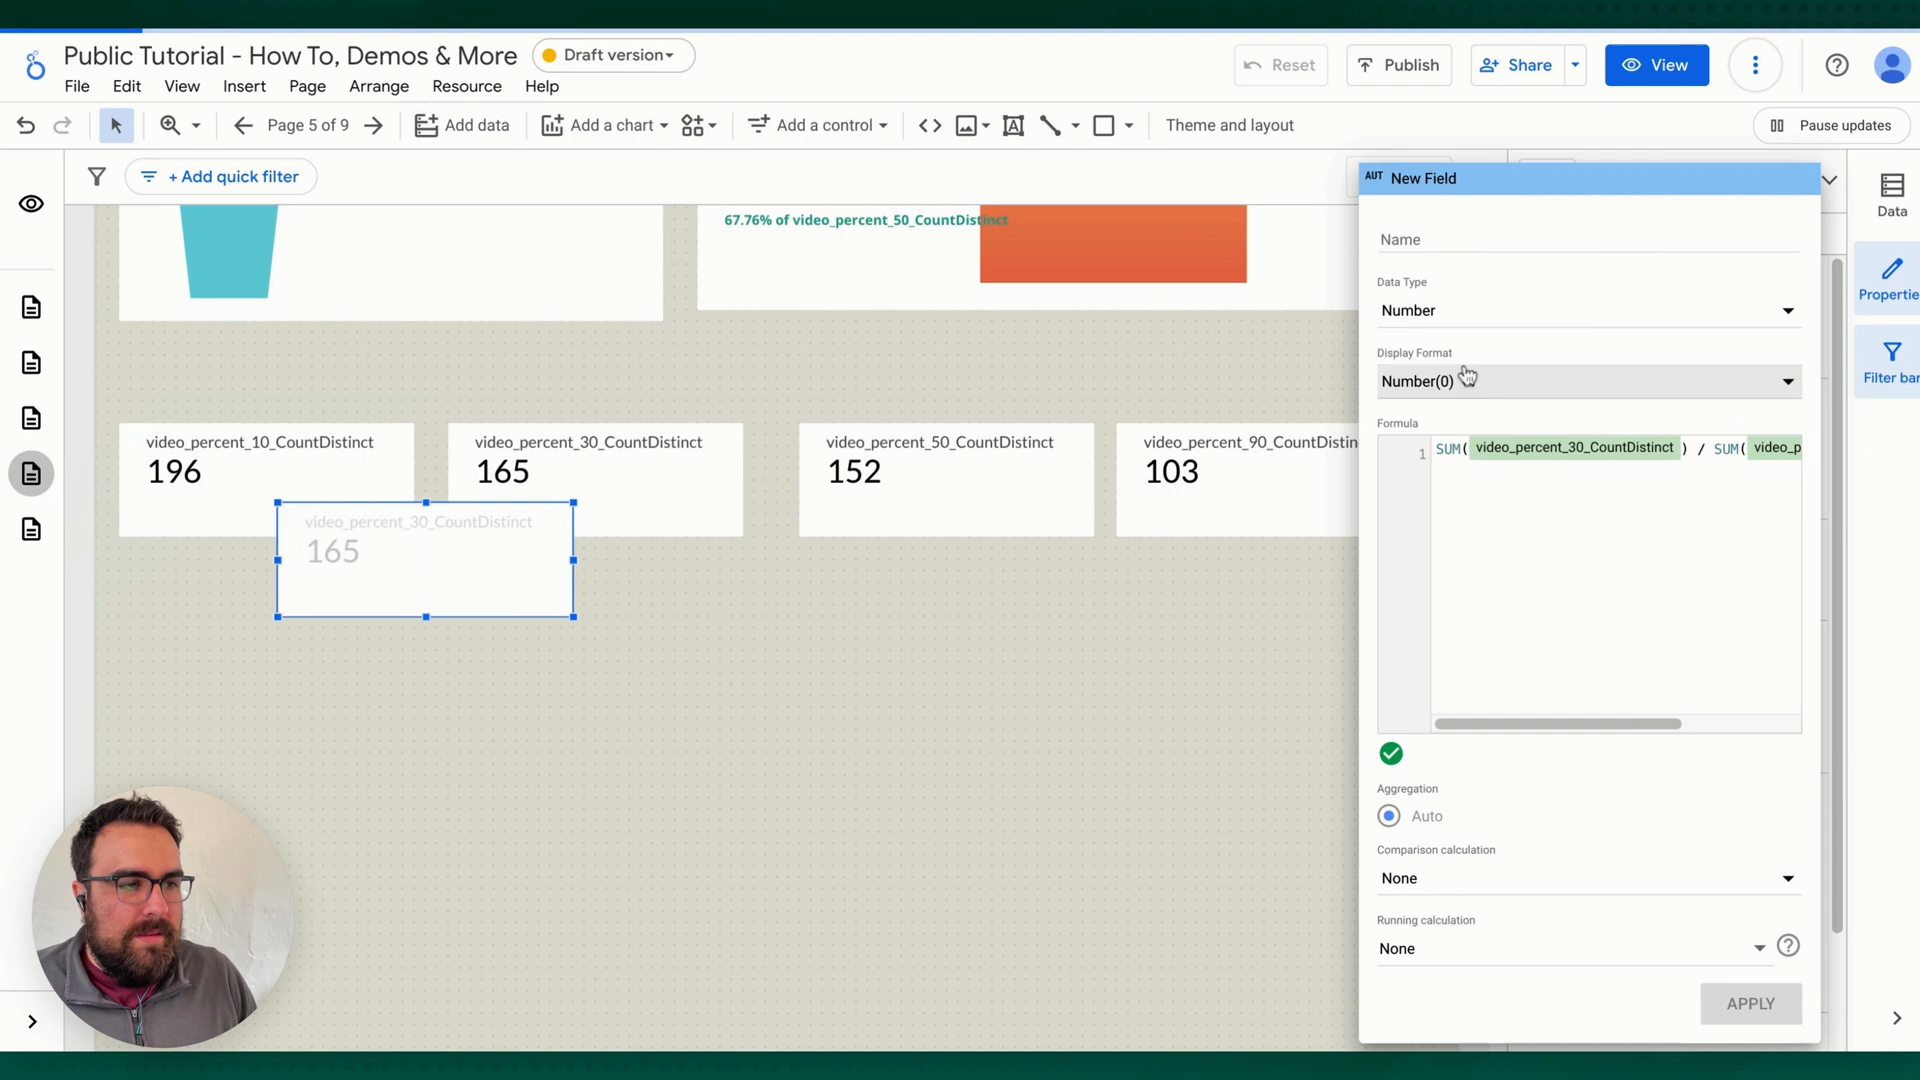 Public Tutorial - How To, Demos & More
Draft version
Reset
Publish
Share
View
File Edit View Insert Page Arrange Resource Help
Page 5 of 9
Add data
Add a chart
Add a control
Theme and layout
Pause updates
+ Add quick filter
67.76% of video_percent_50_CountDistinct
video_percent_10_CountDistinct
196
video_percent_30_CountDistinct
165
video_percent_50_CountDistinct
152
video_percent_90_CountDistin
103
video_percent_30_CountDistinct
165
AUT New Field
Name
Data Type
Number
Display Format
Number(0)
Formula
1 SUM( video_percent_30_CountDistinct ) / SUM( video_p
Aggregation
Auto
Comparison calculation
None
Running calculation
None
APPLY
Data
Propertie
Filter bar